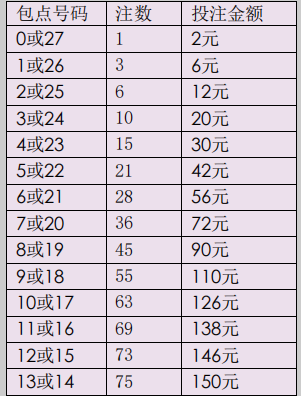 包点号码 注数 投注金额
0或27 1 2元
1或26 3 6元
2或25 6 12元
3或24 10 20元
4或23 15 30元
5或22 21 42元
6或21 28 56元
7或20 36 72元
8或19 45 90元
9或18 55 110元
10或17 63 126元
11或16 69 138元
12或15 73 146元
13或14 75 150元